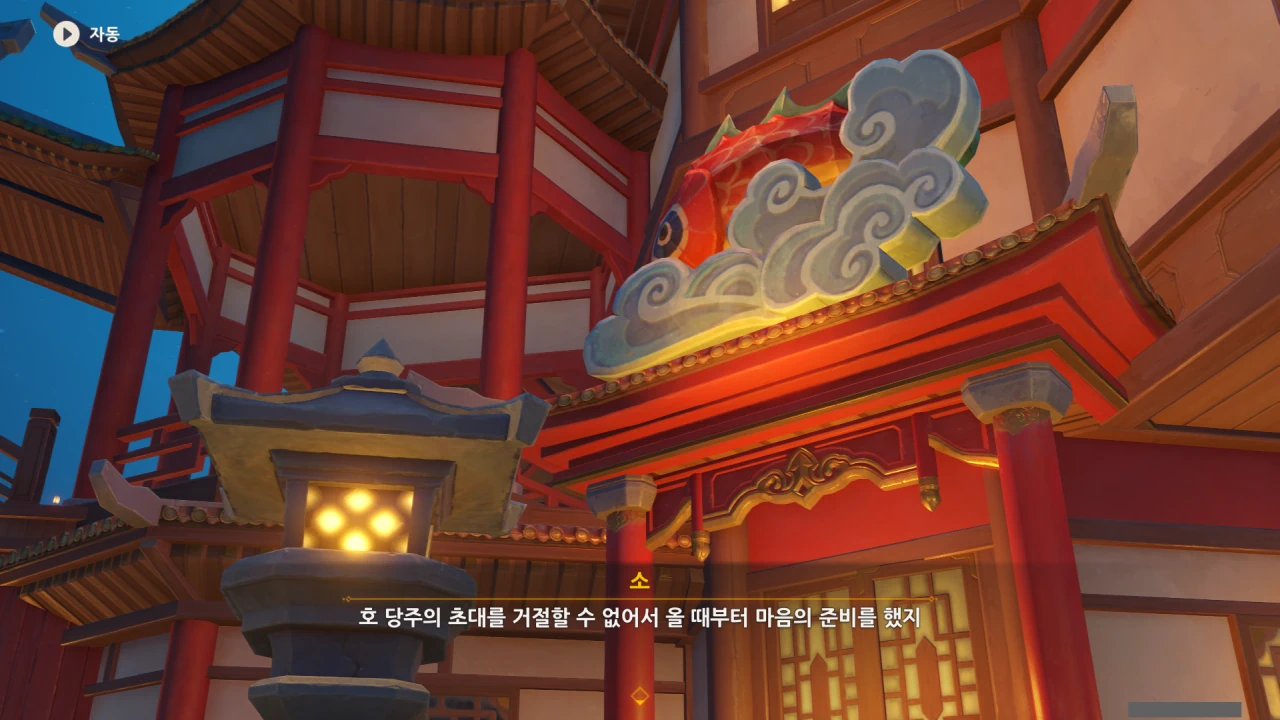 자동
소
호 당주의 초대를 거절할 수 없어서 올 때부터 마음의 준비를 했지